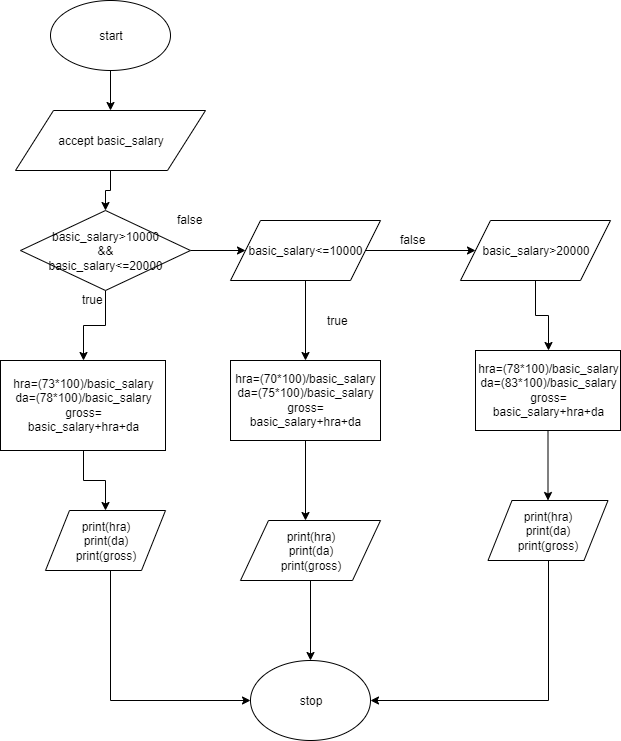 start
accept basic_salary
basic_salary>10000
&&
basic_salary<=20000
false
basic_salary<=10000
false
basic_salary>20000
true
true
hra=(73*100)/basic_salary
da=(78*100)/basic_salary
gross=
basic_salary+hra+da
hra=(70*100)/basic_salary
da=(75*100)/basic_salary
gross=
basic_salary+hra+da
hra=(78*100)/basic_salary
da=(83*100)/basic_salary
gross=
basic_salary+hra+da
print(hra)
print(da)
print(gross)
print(hra)
print(da)
print(gross)
print(hra)
print(da)
print(gross)
stop